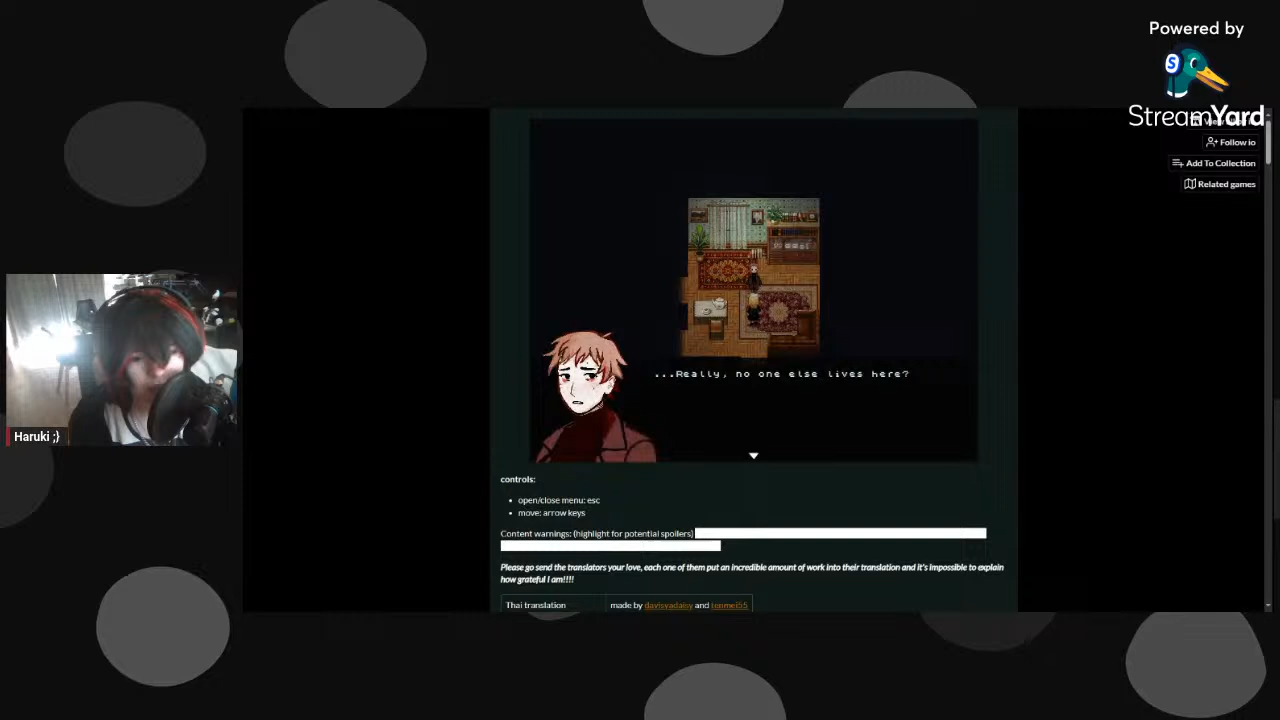 Powered by
StreamYard
Follow io
Add To Collection
Related games
...Really, no one else lives here?
Haruki ;}
controls:
open/close menu: esc
move: arrow keys
Content warnings: (highlight for potential spoilers)
Please go send the translators your love, each one of them put an incredible amount of work into their translation and it's impossible to explain
how grateful I am!!!!
Thai translation made by davisyadaisy and